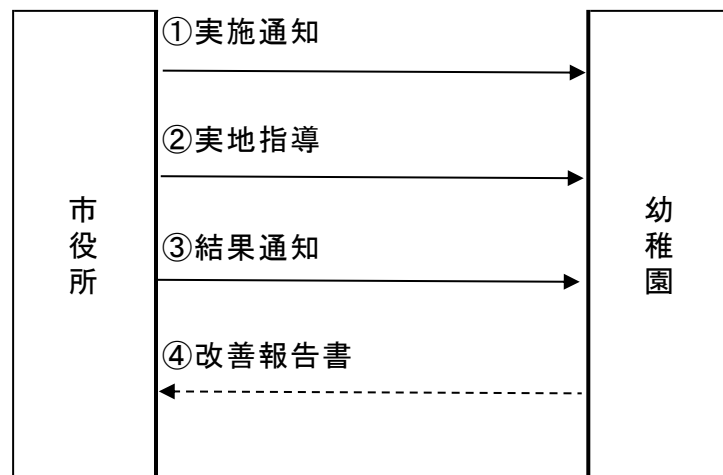 ①実施通知
②実地指導
市役所
幼稚園
③結果通知
④改善報告書